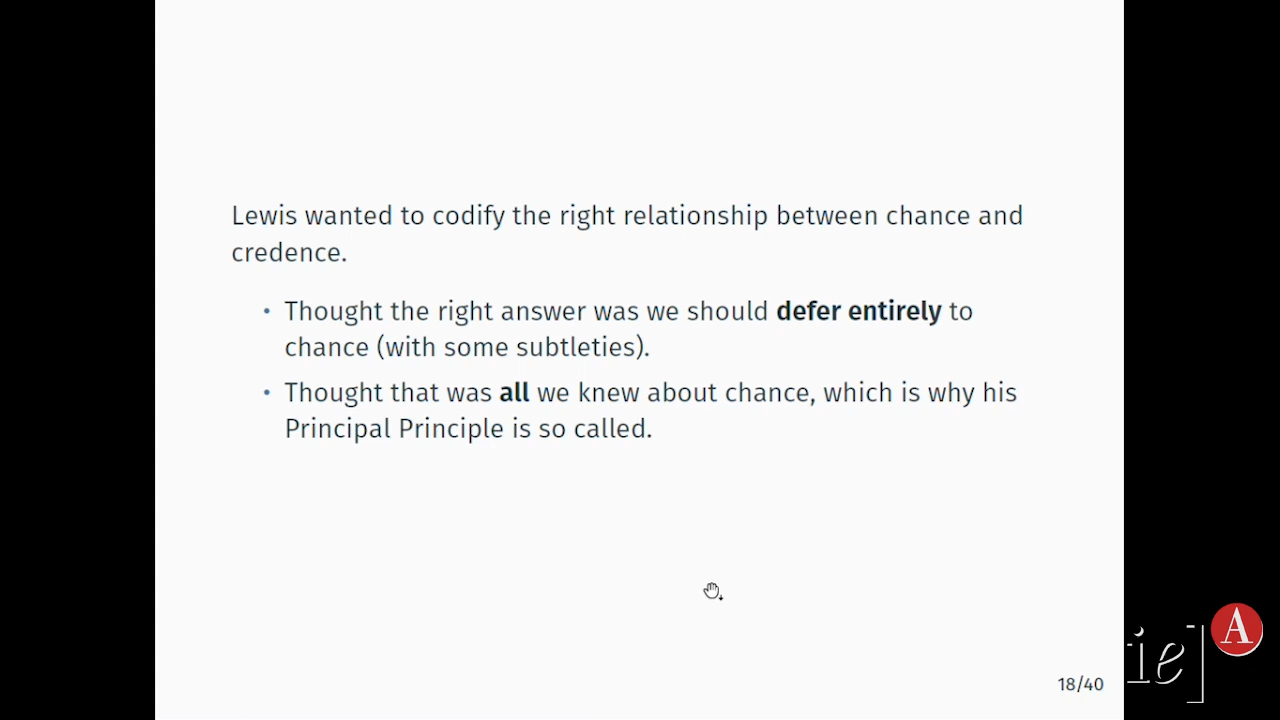 Lewis wanted to codify the right relationship between chance and
credence.
• Thought the right answer was we should defer entirely to
chance (with some subtleties).
• Thought that was all we knew about chance, which is why his
Principal Principle is so called.
18/40
ie]
A